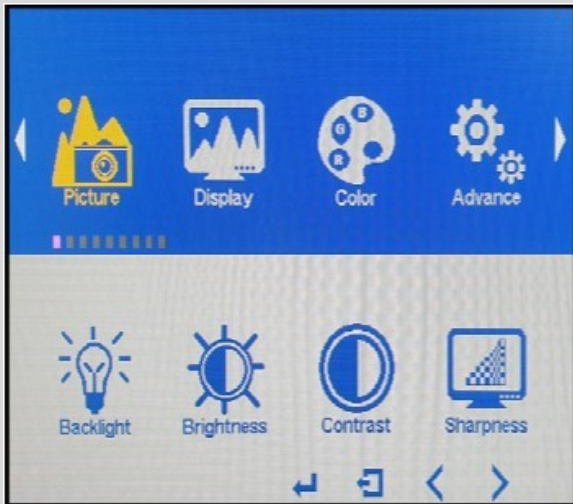 Picture Display Color Advance
B
G
R
Backlight Brightness Contrast Sharpness